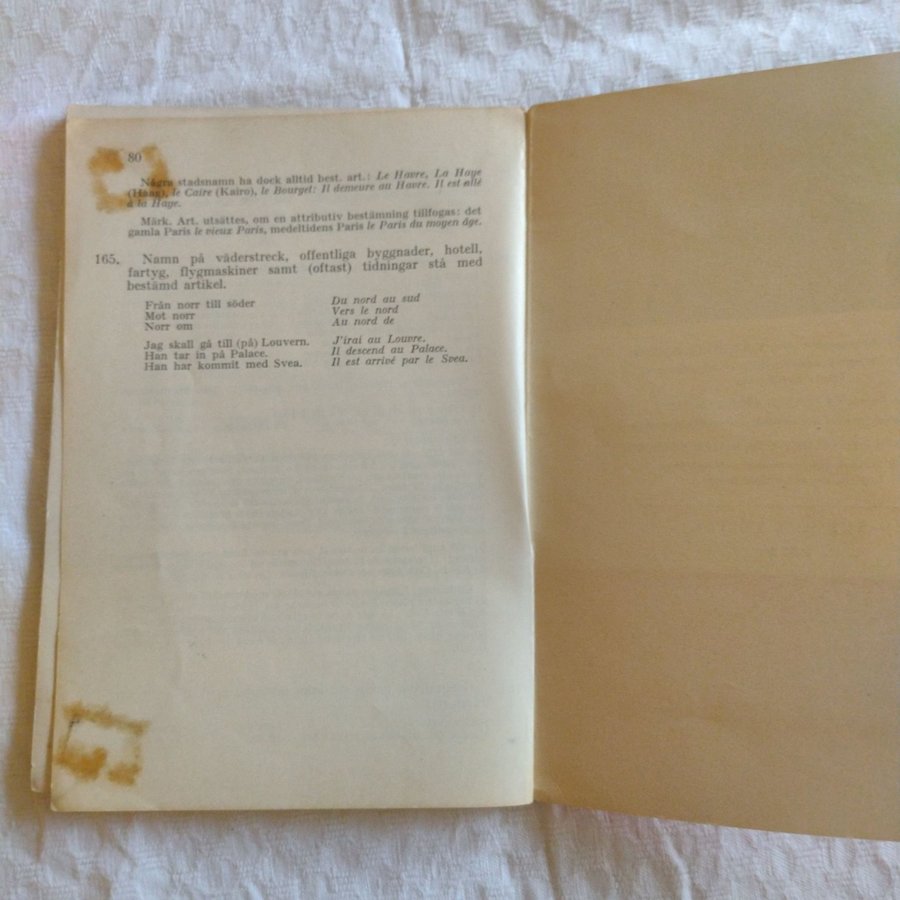 80
Några stadsnamn ha dock alltid best. art.: Le Havre, La Haye
(Haag), le Caire (Kairo), le Bourget: Il demeure au Havre. Il est allé
à la Haye.
Märk. Art. utsättes, om en attributiv bestämning tillfogas: det
gamla Paris le vieux Paris, medeltidens Paris le Paris du moyen âge.
165. Namn på väderstreck, offentliga byggnader, hotell,
fartyg, flygmaskiner samt (oftast) tidningar stå med
bestämd artikel.
Från norr till söder Du nord au sud
Mot norr Vers le nord
Norr om Au nord de
Jag skall gå till (på) Louvern. J'irai au Louvre.
Han tar in på Palace. Il descend au Palace.
Han har kommit med Svea. Il est arrivé par le Svea.